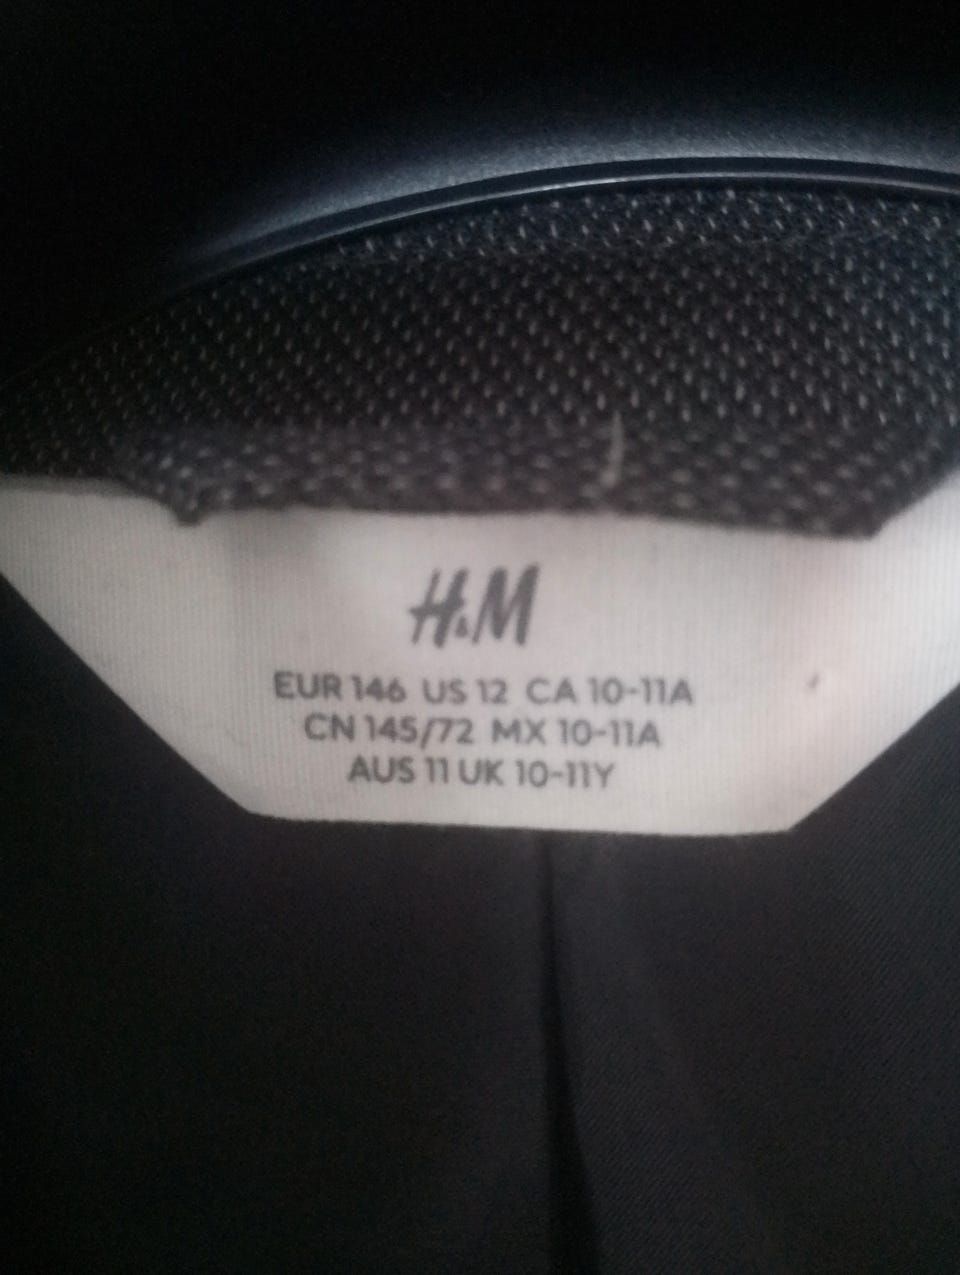 H&M
EUR 146 US 12 CA 10-11A
CN 145/72 MX 10-11A
AUS 11 UK 10-11Y